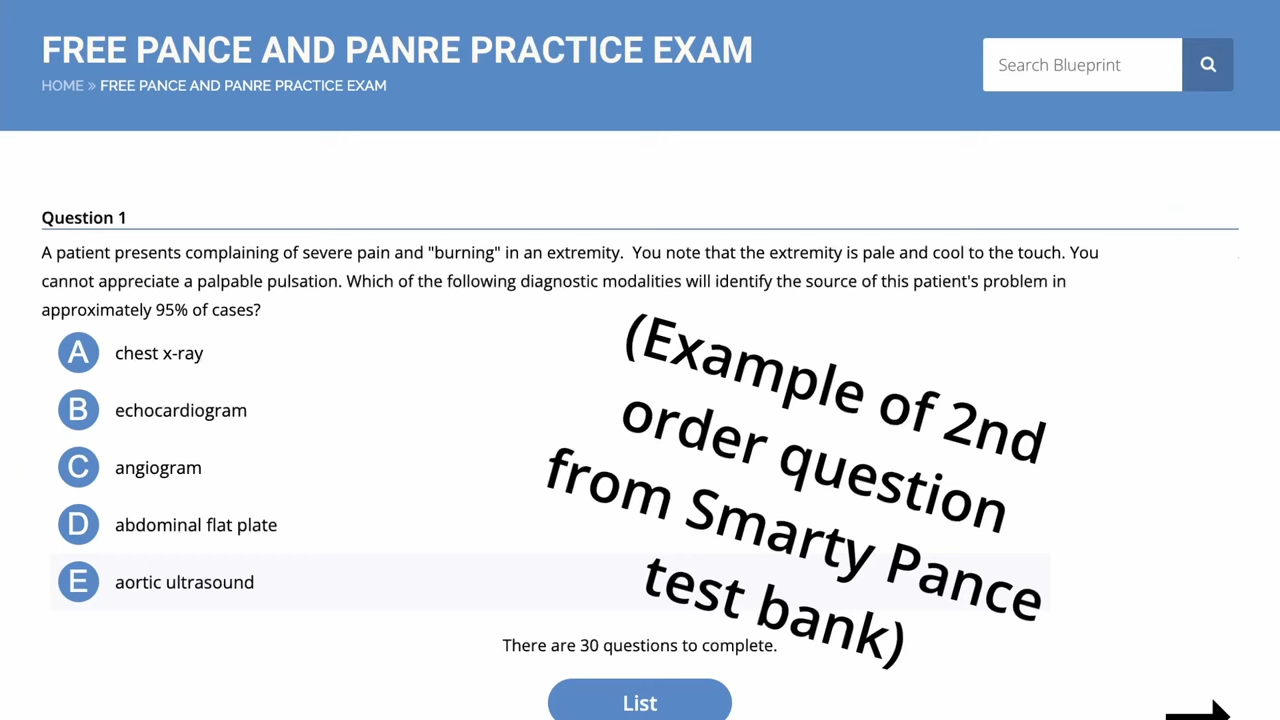 FREE PANCE AND PANRE PRACTICE EXAM
HOME » FREE PANCE AND PANRE PRACTICE EXAM
Search Blueprint
Question 1
A patient presents complaining of severe pain and "burning" in an extremity.  You note that the extremity is pale and cool to the touch. You
cannot appreciate a palpable pulsation. Which of the following diagnostic modalities will identify the source of this patient's problem in
approximately 95% of cases?
A chest x-ray
B echocardiogram
C angiogram
D abdominal flat plate
E aortic ultrasound
(Example of 2nd
order question
from Smarty Pance
test bank)
There are 30 questions to complete.
List